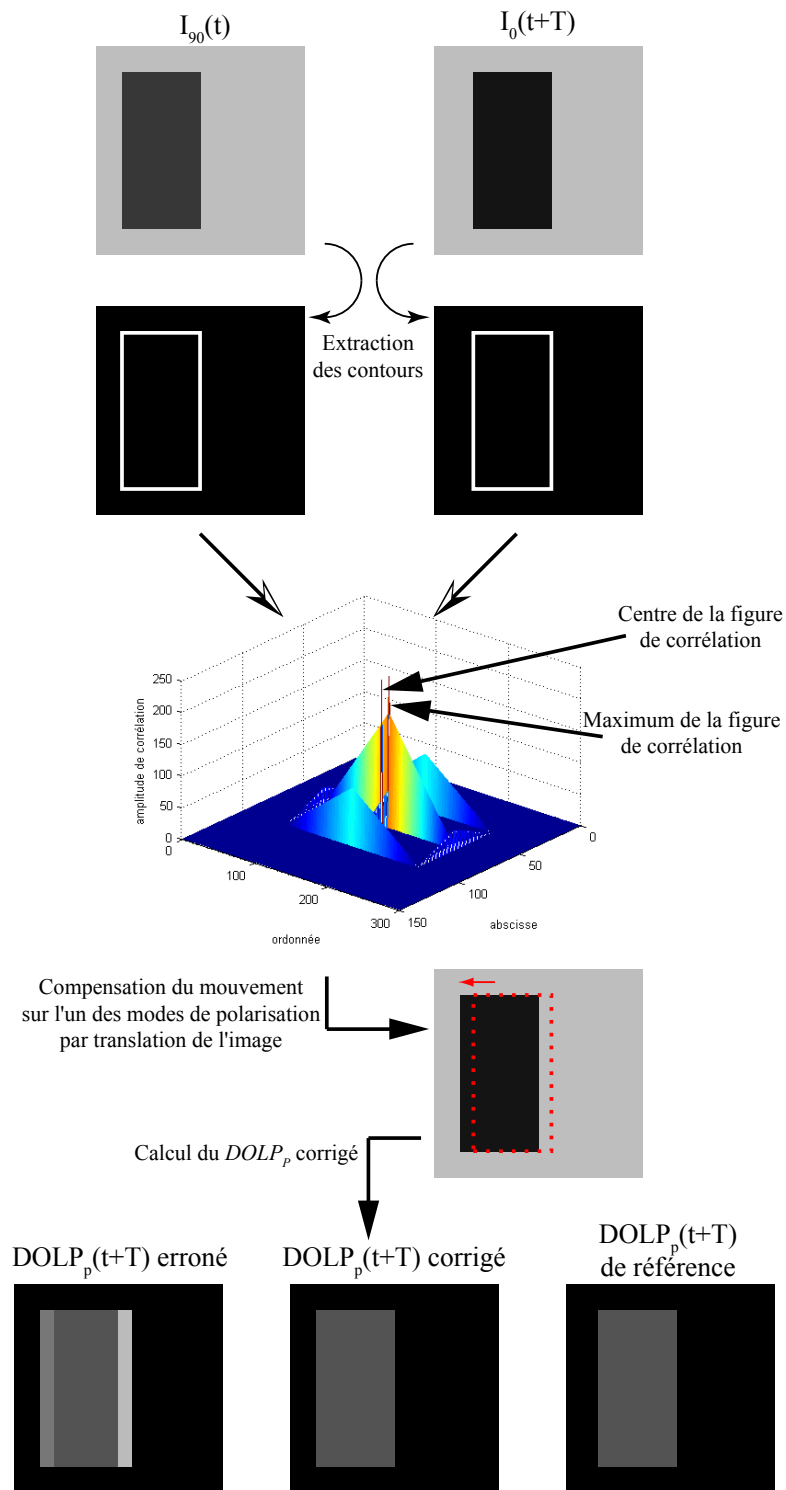 I90(t)
I0(t+T)
Extraction
des contours
Centre de la figure
de corrélation
Maximum de la figure
de corrélation
amplitude de corrélation
250
200
150
100
50
0
0
100
200
300
ordonnée
150
100
50
0
abscisse
Compensation du mouvement
sur l'un des modes de polarisation
par translation de l'image
Calcul du DOLPP corrigé
DOLPp(t+T) erroné
DOLPp(t+T) corrigé
DOLPp(t+T)
de référence